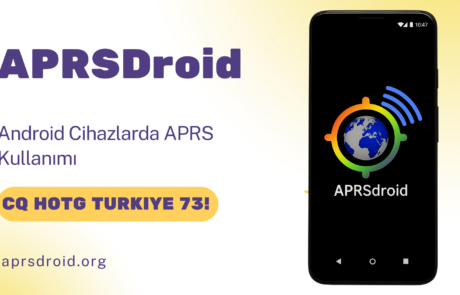 APRSDroid
Android Cihazlarda APRS
Kullanımı
CQ HOTG TURKIYE 73!
aprsdroid.org
10:47
APRSdroid